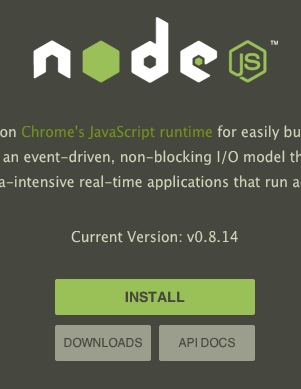 node JS ™
on Chrome's JavaScript runtime for easily bu
an event-driven, non-blocking I/O model th
a-intensive real-time applications that run a
Current Version: v0.8.14
INSTALL
DOWNLOADS API DOCS